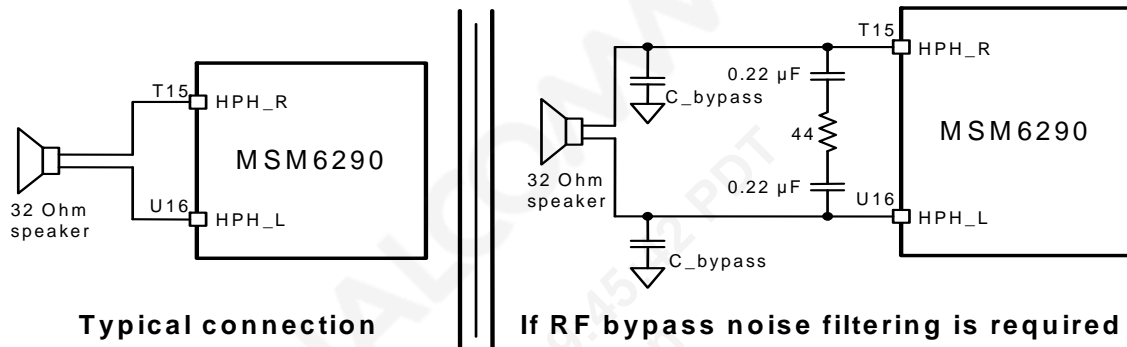 T15
HPH_R
MSM6290
32 Ohm
speaker
U16
HPH_L
Typical connection
T15
HPH_R
0.22 µF
C_bypass
44
MSM6290
32 Ohm
speaker
0.22 µF
U16
HPH_L
C_bypass
If RF bypass noise filtering is required